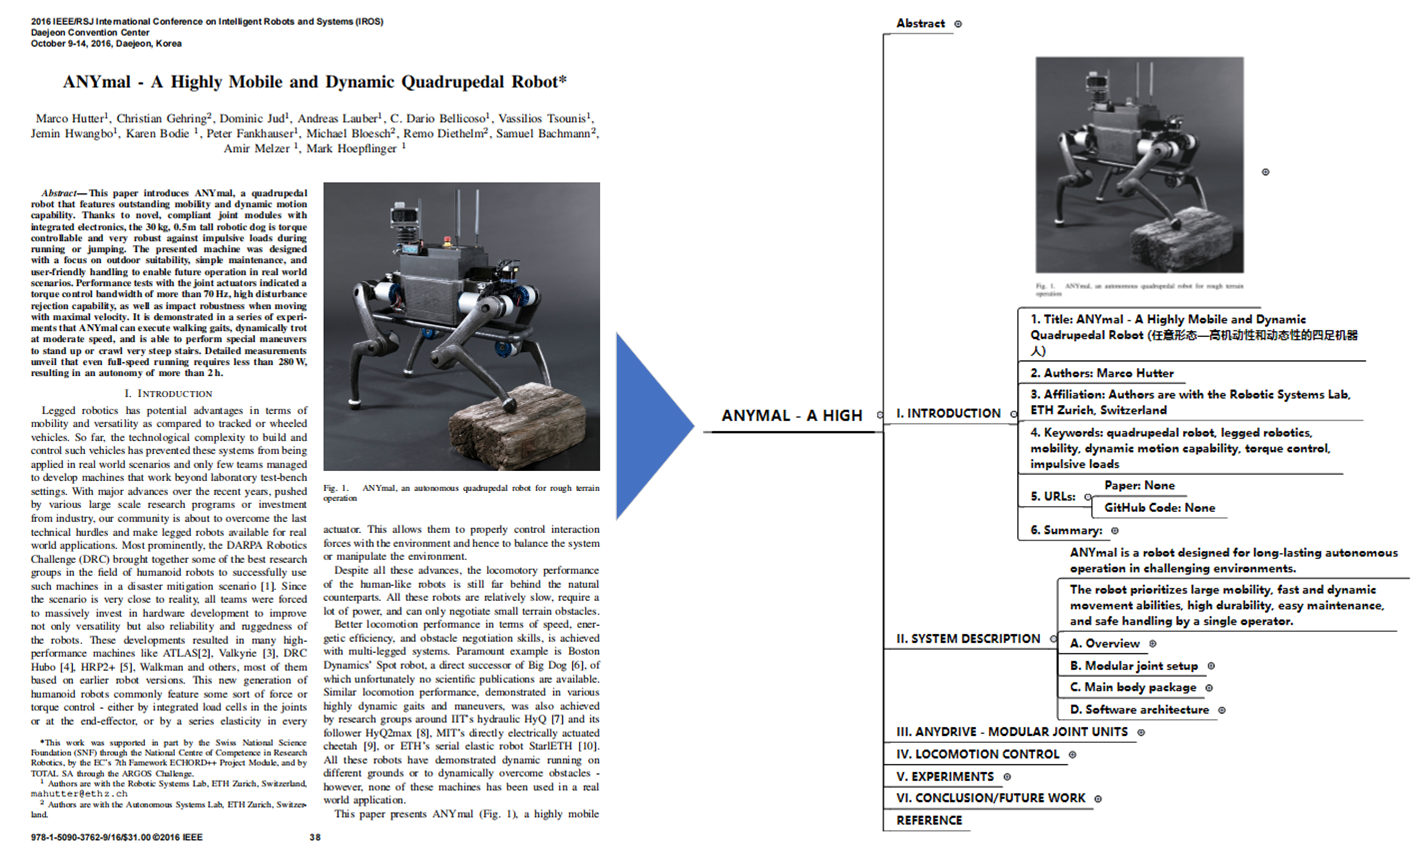 2016 IEEE/RSJ International Conference on Intelligent Robots and Systems (IROS)
Daejeon Convention Center
October 9-14, 2016, Daejeon, Korea
ANYmal - A Highly Mobile and Dynamic Quadrupedal Robot*
Marco Hutter1, Christian Gehring2, Dominic Jud1, Andreas Lauber1, C. Dario Bellicoso1, Vassilios Tsounis1,
Jemin Hwangbo1, Karen Bodie 1, Peter Fankhauser1, Michael Bloesch2, Remo Diethelm2, Samuel Bachmann2,
Amir Melzer 1, Mark Hoepflinger 1
Abstract—This paper introduces ANYmal, a quadrupedal
robot that features outstanding mobility and dynamic motion
capability. Thanks to novel, compliant joint modules with
integrated electronics, the 30 kg, 0.5 m tall robotic dog is torque
controllable and very robust against impulsive loads during
running or jumping. The presented machine was designed
with a focus on outdoor suitability, simple maintenance, and
user-friendly handling to enable future operation in real world
scenarios. Performance tests with the joint actuators indicated a
torque control bandwidth of more than 70 Hz, high disturbance
rejection capability, as well as impact robustness when moving
with maximal velocity. It is demonstrated in a series of experi-
ments that ANYmal can execute walking gaits, dynamically trot
at moderate speed, and is able to perform special maneuvers
to stand up or crawl very steep stairs. Detailed measurements
unveil that even full-speed running requires less than 280 W,
resulting in an autonomy of more than 2 h.
I. INTRODUCTION
Legged robotics has potential advantages in terms of
mobility and versatility as compared to tracked or wheeled
vehicles. So far, the technological complexity to build and
control such vehicles has prevented these systems from being
applied in real world scenarios and only few teams managed
to develop machines that work beyond laboratory test-bench
settings. With major advances over the recent years, pushed
by various large scale research programs or investment
from industry, our community is about to overcome the last
technical hurdles and make legged robots available for real
world applications. Most prominently, the DARPA Robotics
Challenge (DRC) brought together some of the best research
groups in the field of humanoid robots to successfully use
such machines in a disaster mitigation scenario [1]. Since
the scenario is very close to reality, all teams were forced
to massively invest in hardware development to improve
not only versatility but also reliability and ruggedness of
the robots. These developments resulted in many high-
performance machines like ATLAS[2], Valkyrie [3], DRC
Hubo [4], HRP2+ [5], Walkman and others, most of them
based on earlier robot versions. This new generation of
humanoid robots commonly feature some sort of force or
torque control - either by integrated load cells in the joints
or at the end-effector, or by a series elasticity in every
*This work was supported in part by the Swiss National Science
Foundation (SNF) through the National Centre of Competence in Research
Robotics, by the EC's 7th Famework ECHORD++ Project Module, and by
TOTAL SA through the ARGOS Challenge.
1 Authors are with the Robotic Systems Lab, ETH Zurich, Switzerland,
mahutter@ethz.ch
2 Authors are with the Autonomous Systems Lab, ETH Zurich, Switzer-
land.
978-1-5090-3762-9/16/$31.00 ©2016 IEEE
38
Fig. 1. ANYmal, an autonomous quadrupedal robot for rough terrain
operation
actuator. This allows them to properly control interaction
forces with the environment and hence to balance the system
or manipulate the environment.
Despite all these advances, the locomotory performance
of the human-like robots is still far behind the natural
counterparts. All these robots are relatively slow, require a
lot of power, and can only negotiate small terrain obstacles.
Better locomotion performance in terms of speed, ener-
getic efficiency, and obstacle negotiation skills, is achieved
with multi-legged systems. Paramount example is Boston
Dynamics' Spot robot, a direct successor of Big Dog [6], of
which unfortunately no scientific publications are available.
Similar locomotion performance, demonstrated in various
highly dynamic gaits and maneuvers, was also achieved
by research groups around IIT's hydraulic HyQ [7] and its
follower HyQ2max [8], MIT's directly electrically actuated
cheetah [9], or ETH's serial elastic robot StarlETH [10].
All these robots have demonstrated dynamic running on
different grounds or to dynamically overcome obstacles -
however, none of these machines has been used in a real
world application.
This paper presents ANYmal (Fig. 1), a highly mobile
ANYMAL - A HIGH
Abstract
Fig. 1. ANYmal, an autonomous quadrupedal robot for rough terrain
operation
I. INTRODUCTION
1. Title: ANYmal - A Highly Mobile and Dynamic
Quadrupedal Robot (任意形态—高机动性和动态性的四足机器
人)
2. Authors: Marco Hutter
3. Affiliation: Authors are with the Robotic Systems Lab,
ETH Zurich, Switzerland
4. Keywords: quadrupedal robot, legged robotics,
mobility, dynamic motion capability, torque control,
impulsive loads
5. URLs:
Paper: None
GitHub Code: None
6. Summary:
II. SYSTEM DESCRIPTION
ANYmal is a robot designed for long-lasting autonomous
operation in challenging environments.
The robot prioritizes large mobility, fast and dynamic
movement abilities, high durability, easy maintenance,
and safe handling by a single operator.
A. Overview
B. Modular joint setup
C. Main body package
D. Software architecture
III. ANYDRIVE - MODULAR JOINT UNITS
IV. LOCOMOTION CONTROL
V. EXPERIMENTS
VI. CONCLUSION/FUTURE WORK
REFERENCE